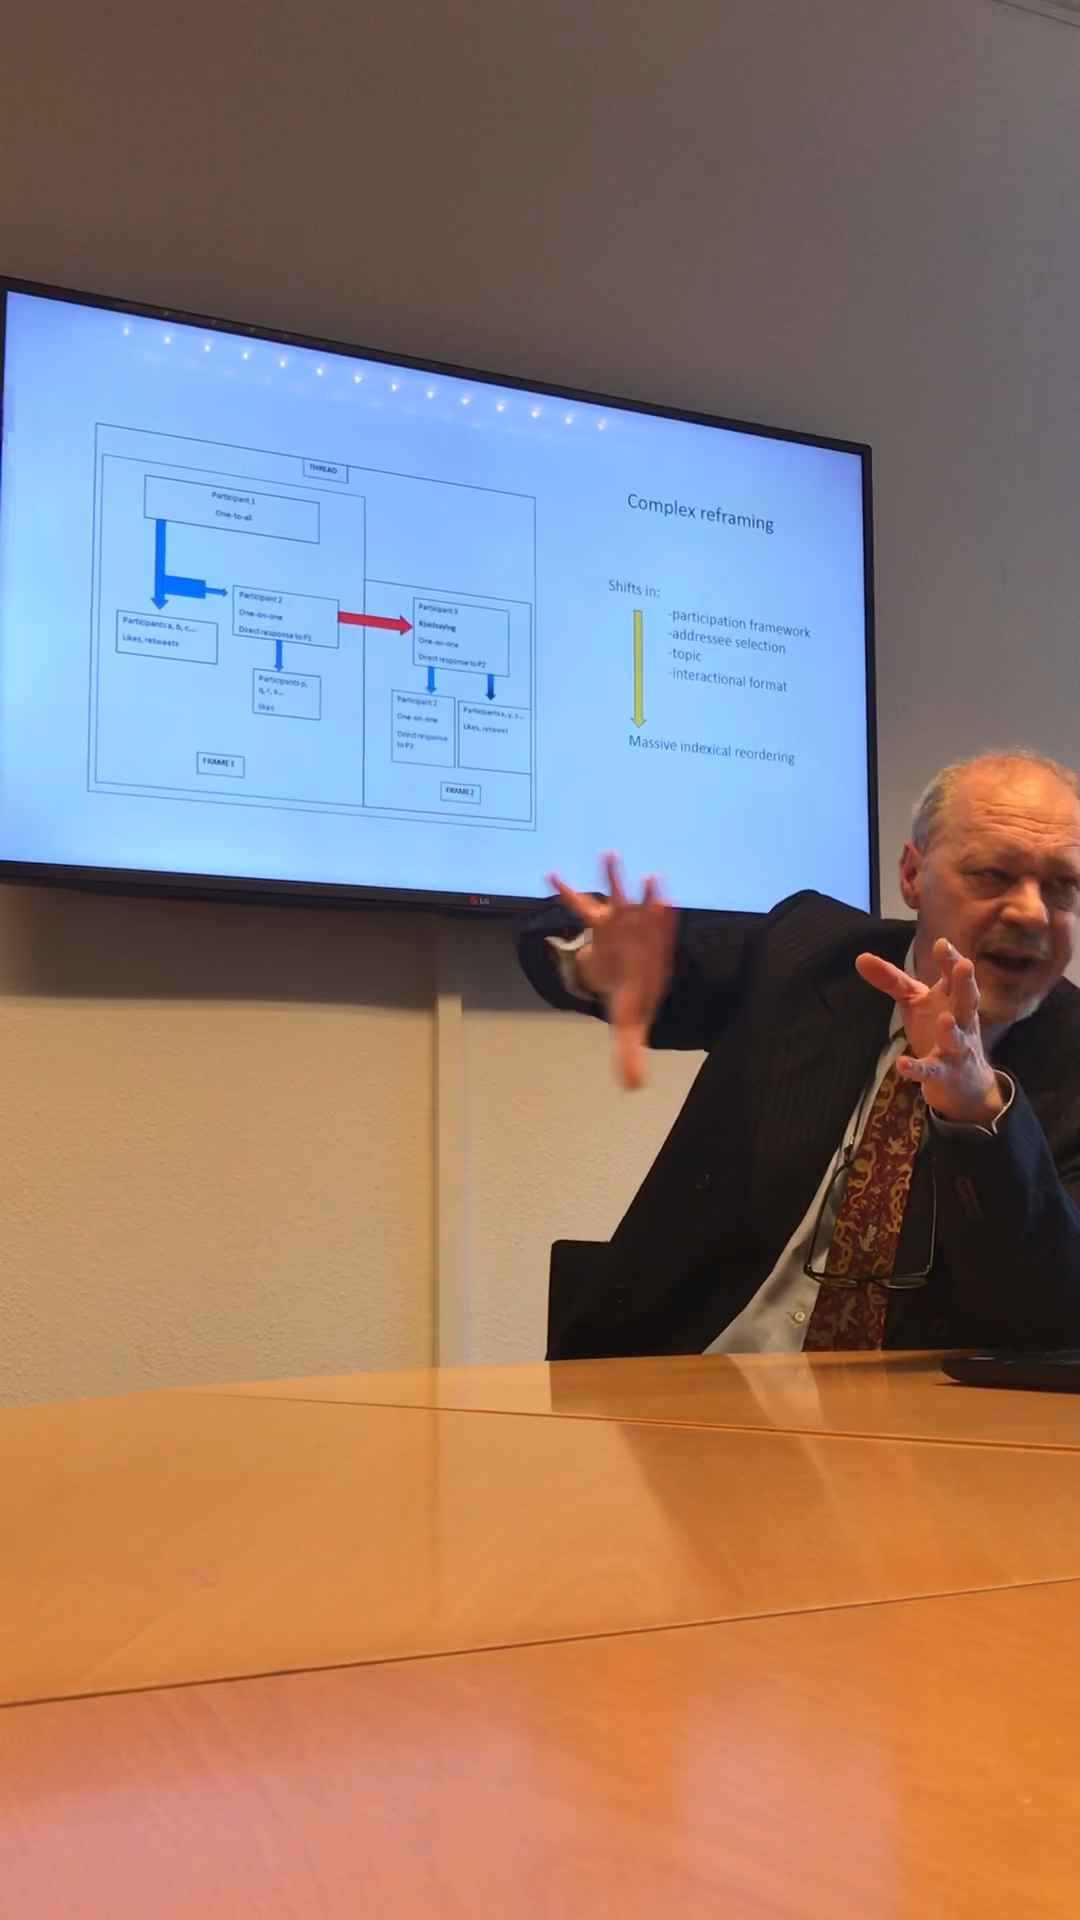 THREAD
Participant 1
One-to-all
Participants a, b, c...
Likes, retweets
Participant 2
One-on-one
Direct response to P1
Participants p,
q, r, s...
likes
FRAME 1
Participant 3
#justsaying
One-on-one
Direct response to P2
Participant 2
One-on-one
Direct response
to P3
Participants x, y, z...
Likes, retweet
FRAME 2
Complex reframing
Shifts in:
-participation framework
-addressee selection
-topic
-interactional format
Massive indexical reordering
LG